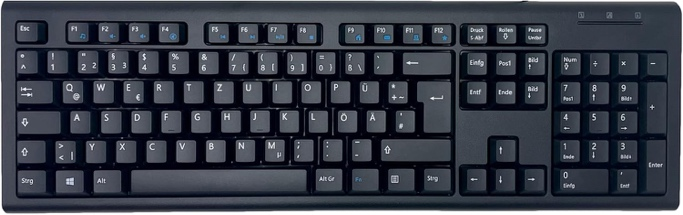 Esc F1 F2 F3 F4 F5 F6 F7 F8 F9 F10 F11 F12 Druck S-Abf Rollen Pause Untbr
^ ° 1 ! 2 " ² 3 § ³ 4 $ 5 % 6 & 7 / { 8 ( [ 9 ) ] 0 = } ß ? \ ´ ` ← Einfg Pos1 Bild ↑ Num ÷ × −
Q @ W E € R T Z U I O P Ü + * ~ Entf Ende Bild ↓ 7 Pos1 8 ↑ 9 Bild↑ +
A S D F G H J K L Ö Ä # ' 4 ← 5 6 →
> < | Y X C V B N M ; , : . _ - ↑ 1 Ende 2 ↓ 3 Bild↓ Enter
Strg Alt Alt Gr Fn Strg ← ↓ → 0 Einfg , Entf